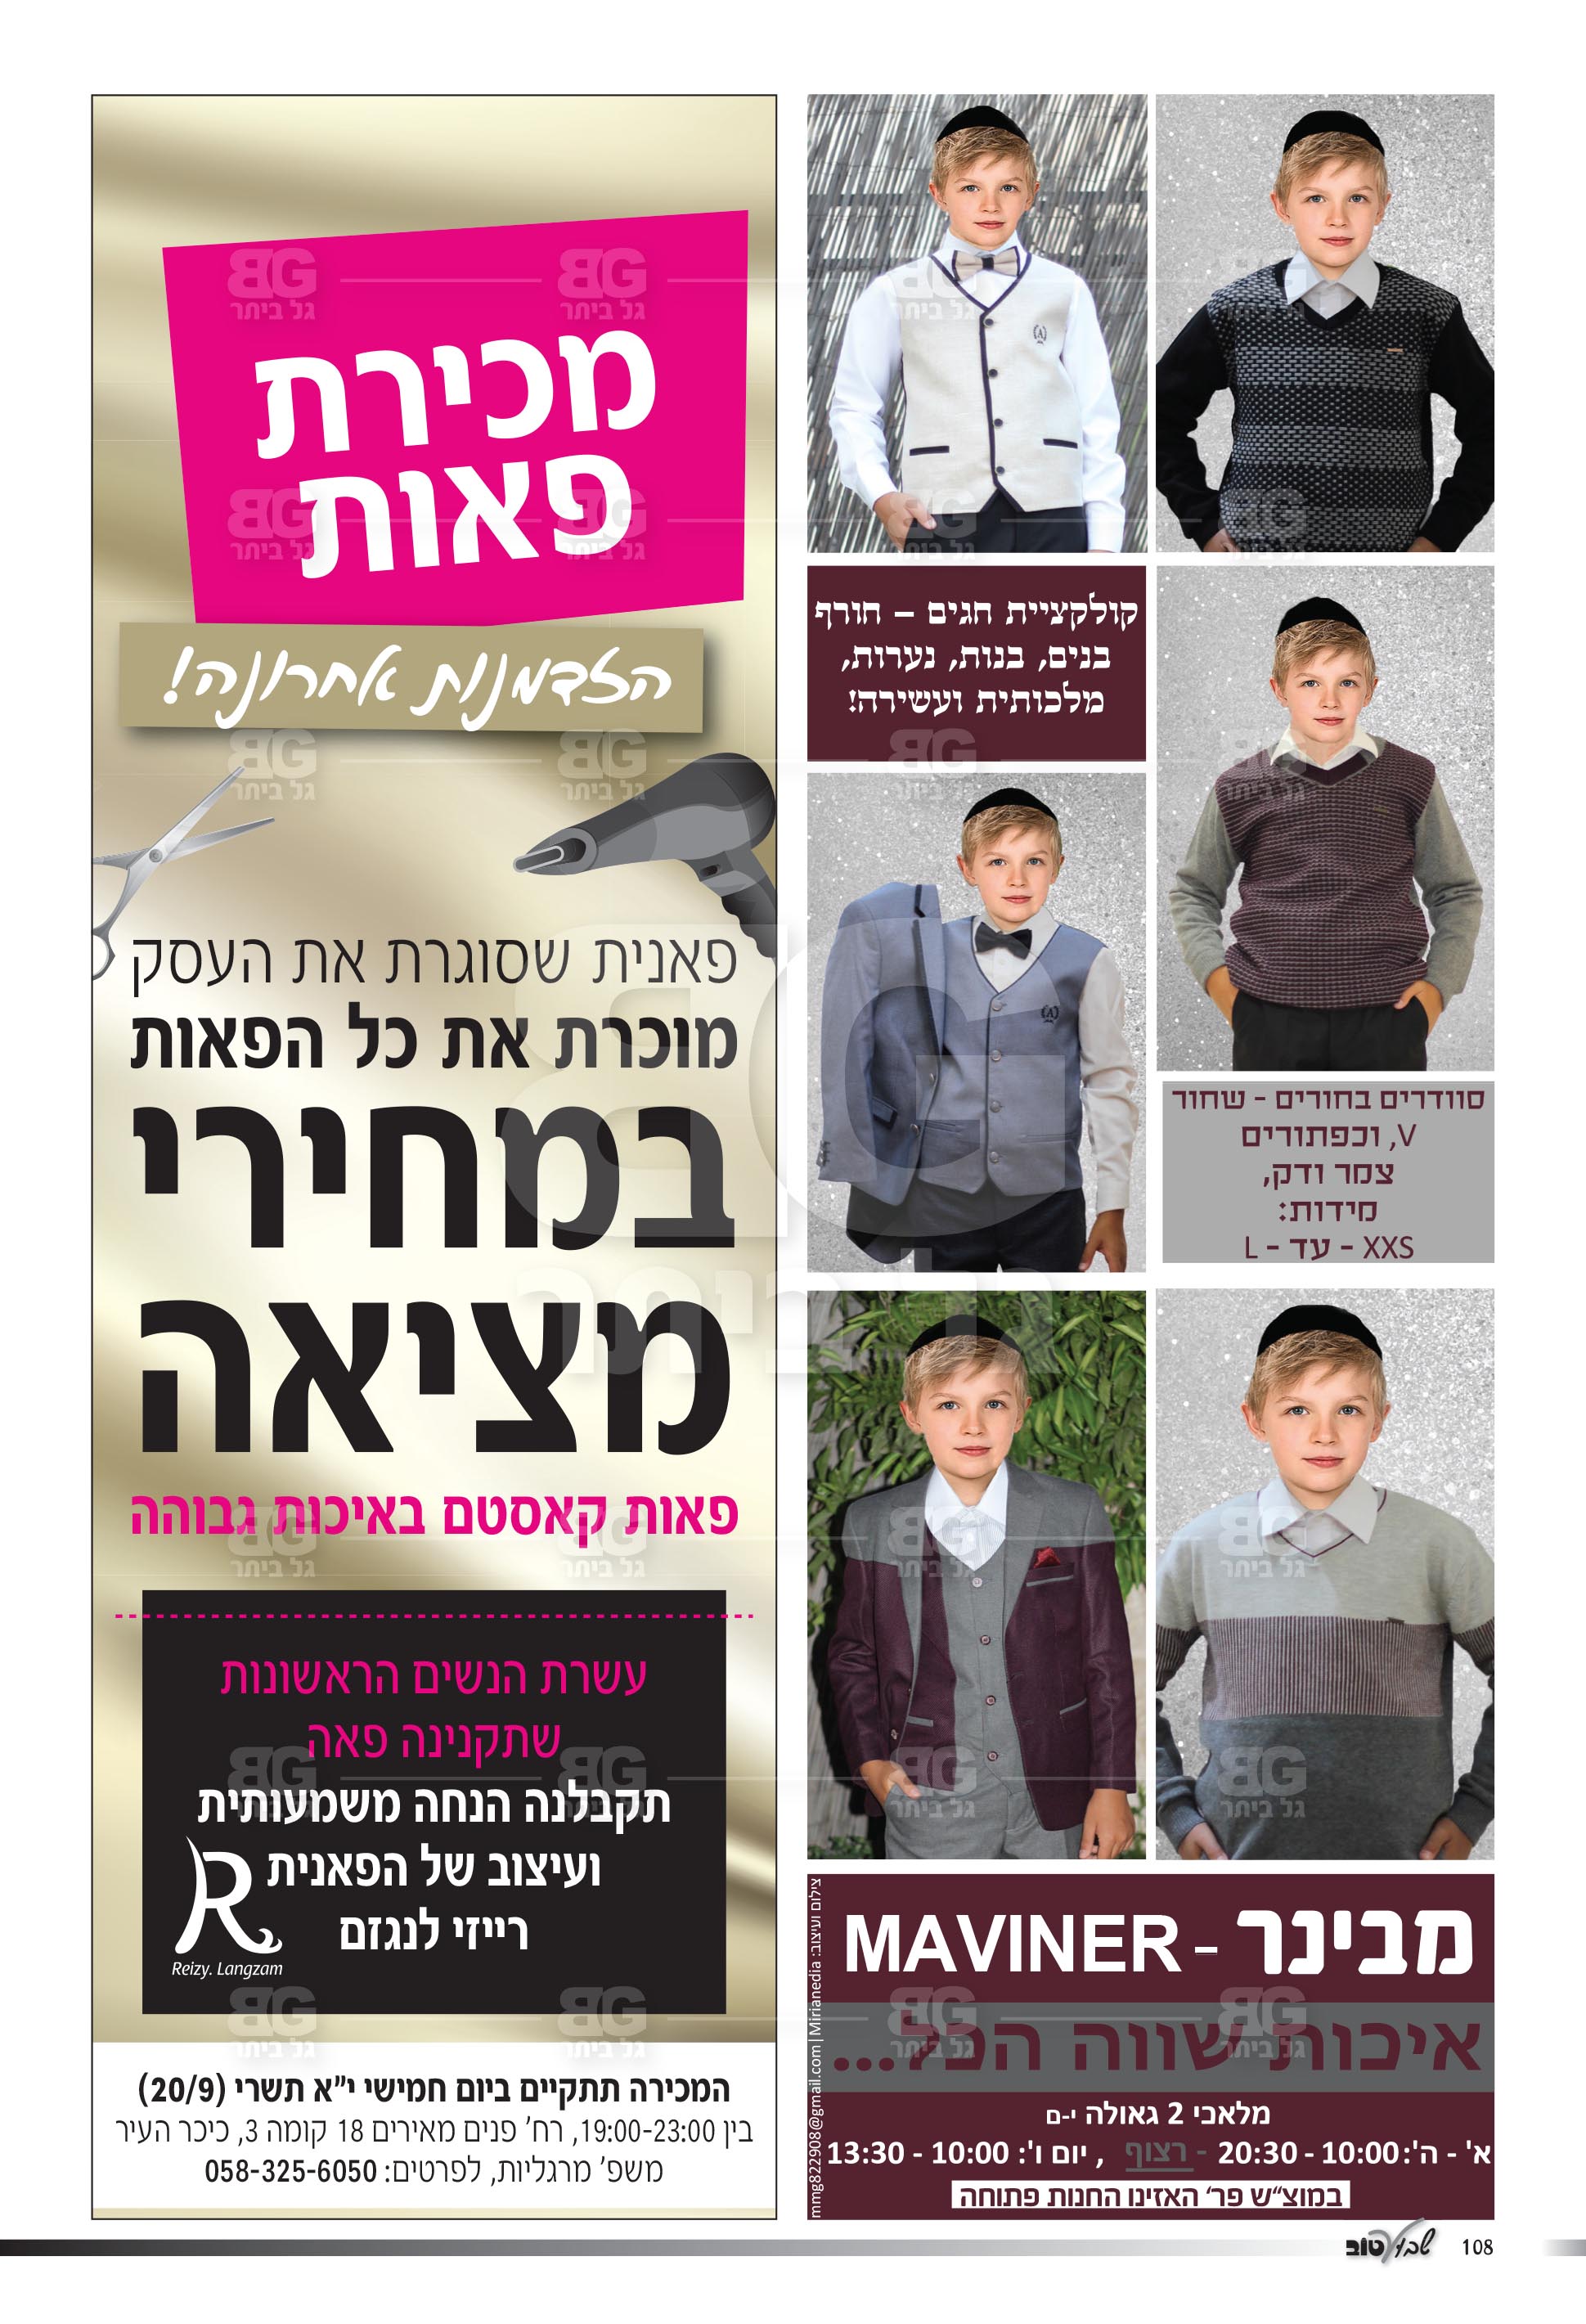 קולקציית חגים – חורף
בנים, בנות, נערות,
מלכותית ועשירה!
סוודרים בחורים - שחור
V, וכפתורים
צמר ודק,
מידות:
XXS - עד - L
מבינר - MAVINER
איכות שווה הכל...
מלאכי 2 גאולה י-ם
א' - ה': 10:00 - 20:30 - רצוף , יום ו': 10:00 - 13:30
במוצ“ש פר‘ האזינו החנות פתוחה
צילום ועיצוב: mmg822908@gmail.com | Mirianedia
מכירת
פאות
הזדמנות אחרונה!
פאנית שסוגרת את העסק
מוכרת את כל הפאות
במחירי
מציאה
פאות קאסטם באיכות גבוהה
עשרת הנשים הראשונות
שתקנינה פאה
תקבלנה הנחה משמעותית
ועיצוב של הפאנית
רייזי לנגזם
R
Reizy. Langzam
המכירה תתקיים ביום חמישי י”א תשרי (20/9)
בין 19:00-23:00, רח’ פנים מאירים 18 קומה 3, כיכר העיר
משפ’ מרגליות, לפרטים: 058-325-6050
BG
גל ביתר
שבוע טוב
108